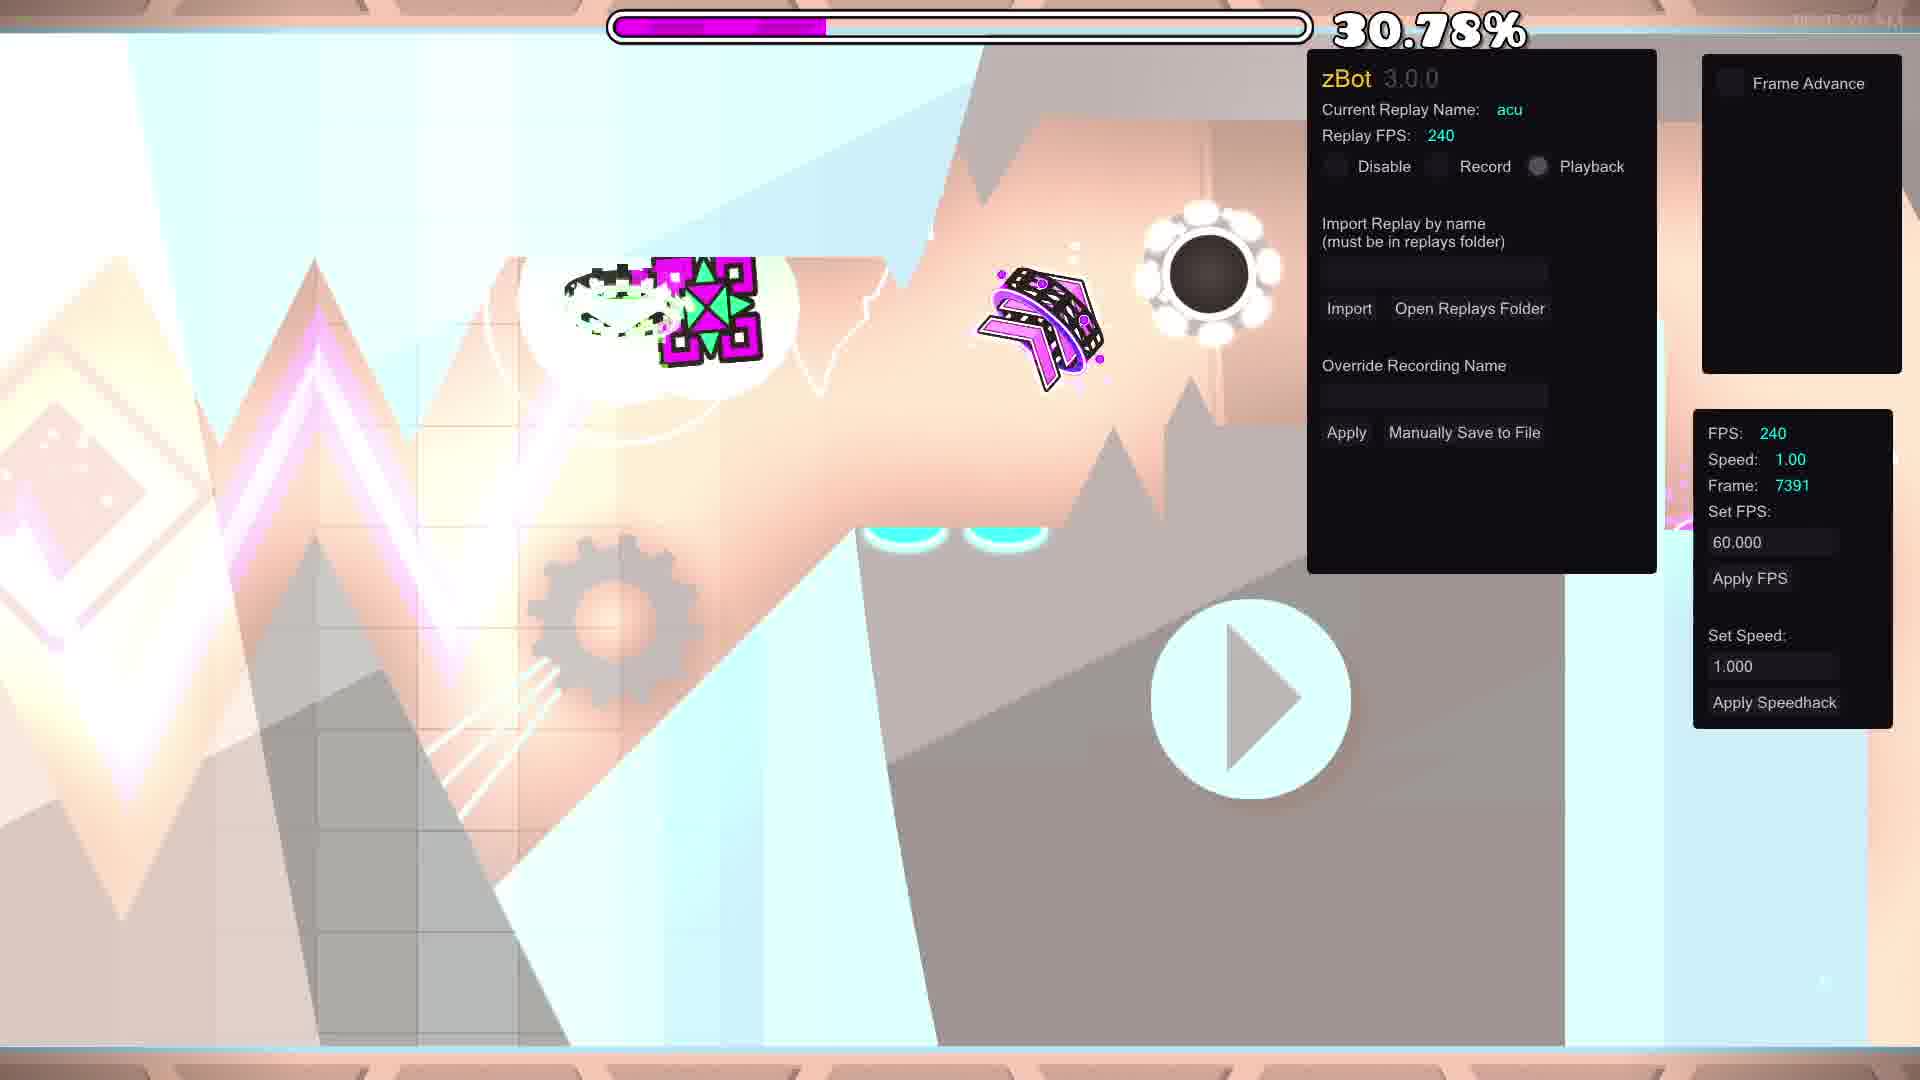 30.78%
zBot 3.0.0
Current Replay Name: acu
Replay FPS: 240
Disable Record Playback
Import Replay by name
(must be in replays folder)
Import Open Replays Folder
Override Recording Name
Apply Manually Save to File
Frame Advance
FPS: 240
Speed: 1.00
Frame: 7391
Set FPS:
60.000
Apply FPS
Set Speed:
1.000
Apply Speedhack